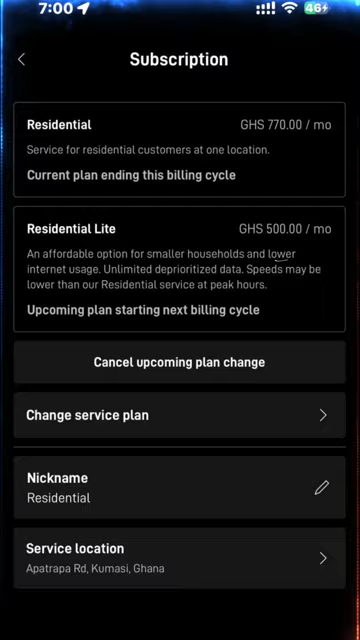 7:00
46
Subscription
Residential
GHS 770.00 / mo
Service for residential customers at one location.
Current plan ending this billing cycle
Residential Lite
GHS 500.00 / mo
An affordable option for smaller households and lower
internet usage. Unlimited deprioritized data. Speeds may be
lower than our Residential service at peak hours.
Upcoming plan starting next billing cycle
Cancel upcoming plan change
Change service plan
Nickname
Residential
Service location
Apatrapa Rd, Kumasi, Ghana